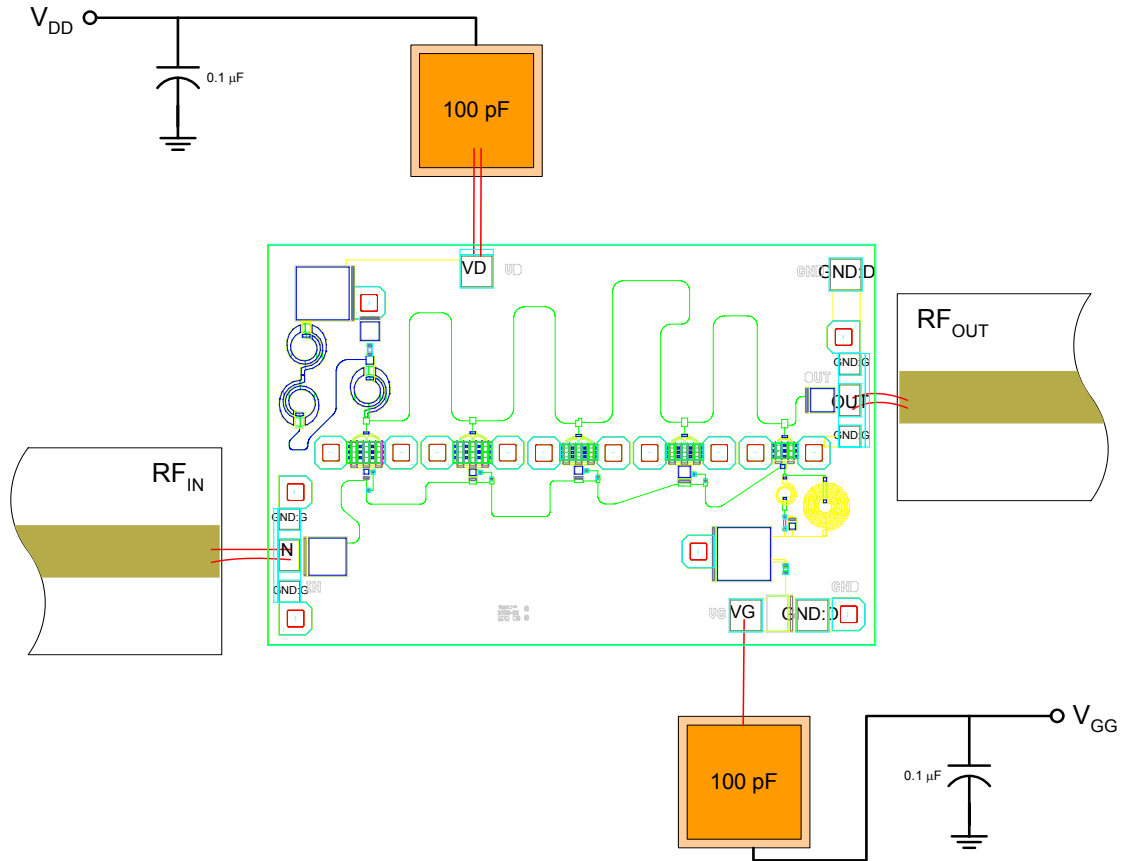 VDD
0.1 μF
100 pF
VD
VD
GND:D
RFOUT
GND:G
OUT
OUT
GND:G
RFIN
GND:G
N
GND:G
IN
GND
VG
VG
GND:D
VGG
100 pF
0.1 μF